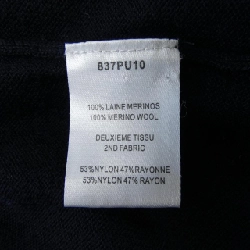 B37PU10
100% LAINE MERINOS
100% MERINO WOOL
DEUXIEME TISSU
2ND FABRIC
53%NYLON 47%RAYONNE
53%NYLON 47% RAYON